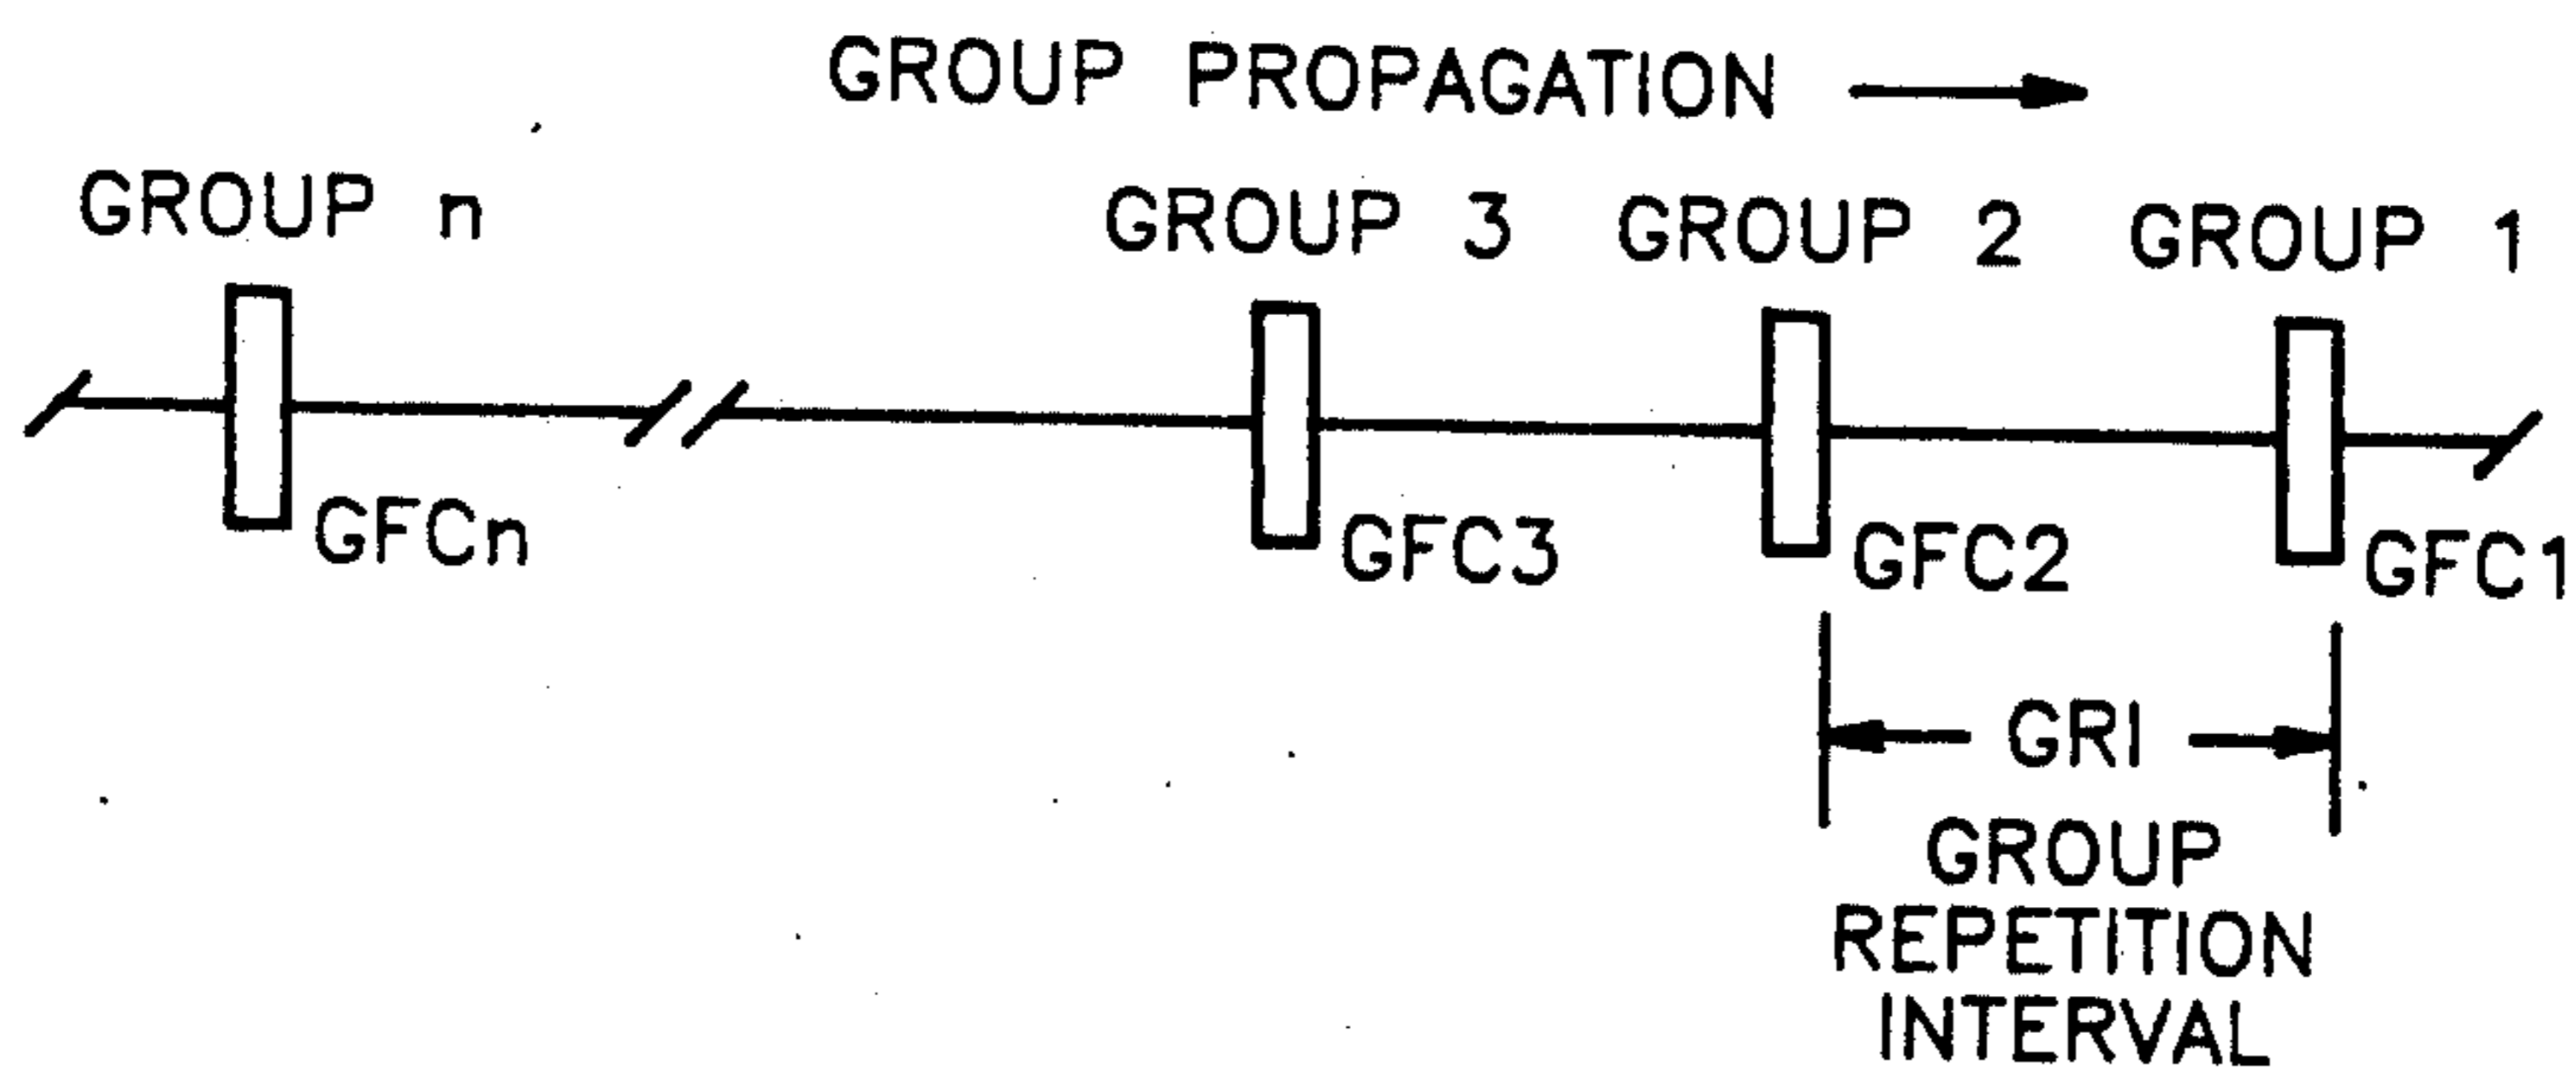 GROUP PROPAGATION
GROUP n
GROUP 3
GROUP 2
GROUP 1
GFCn
GFC3
GFC2
GFC1
GRI
GROUP
REPETITION
INTERVAL